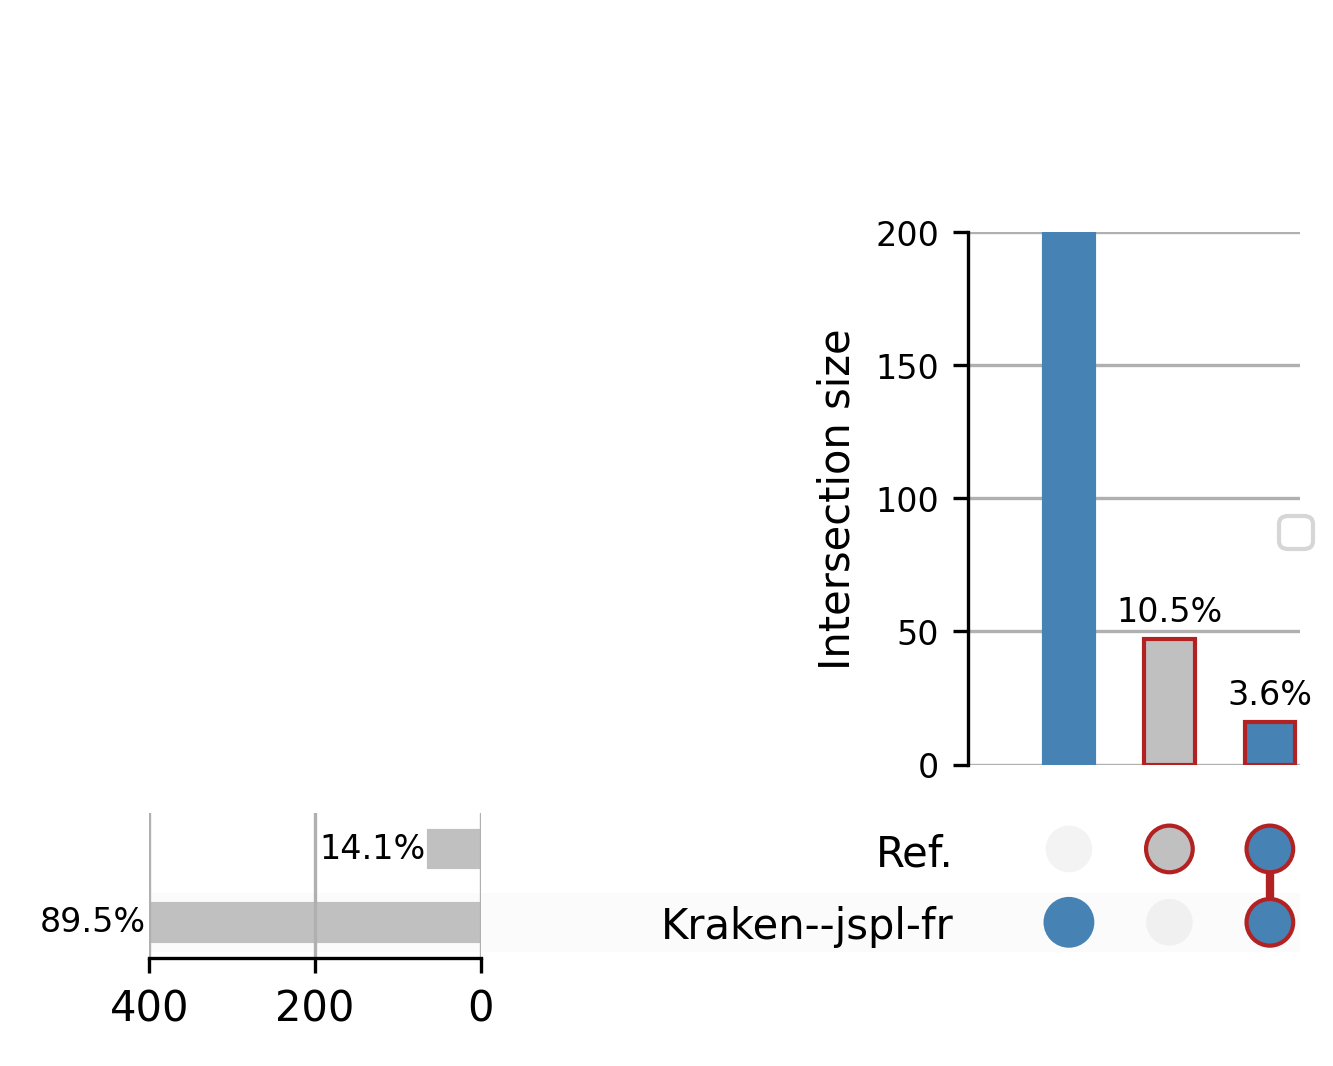 200
150
100
50
0
Intersection size
10.5%
3.6%
14.1%
89.5%
Ref.
Kraken--jspl-fr
400 200 0